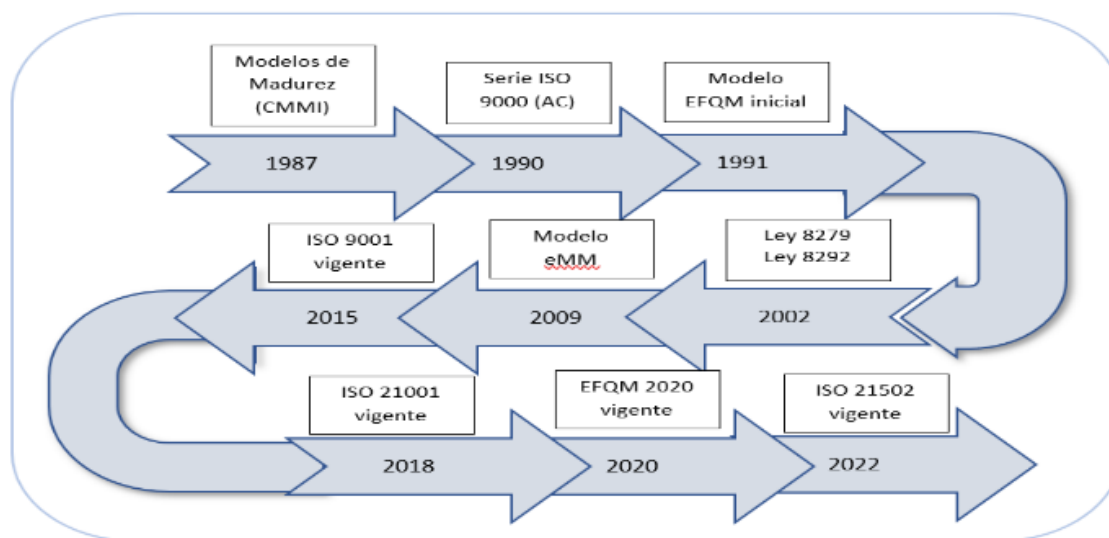 Modelos de
Madurez
(CMMI)
1987
Serie ISO
9000 (AC)
1990
Modelo
EFQM inicial
1991
Ley 8279
Ley 8292
2002
Modelo
eMM
2009
ISO 9001
vigente
2015
ISO 21001
vigente
2018
EFQM 2020
vigente
2020
ISO 21502
vigente
2022